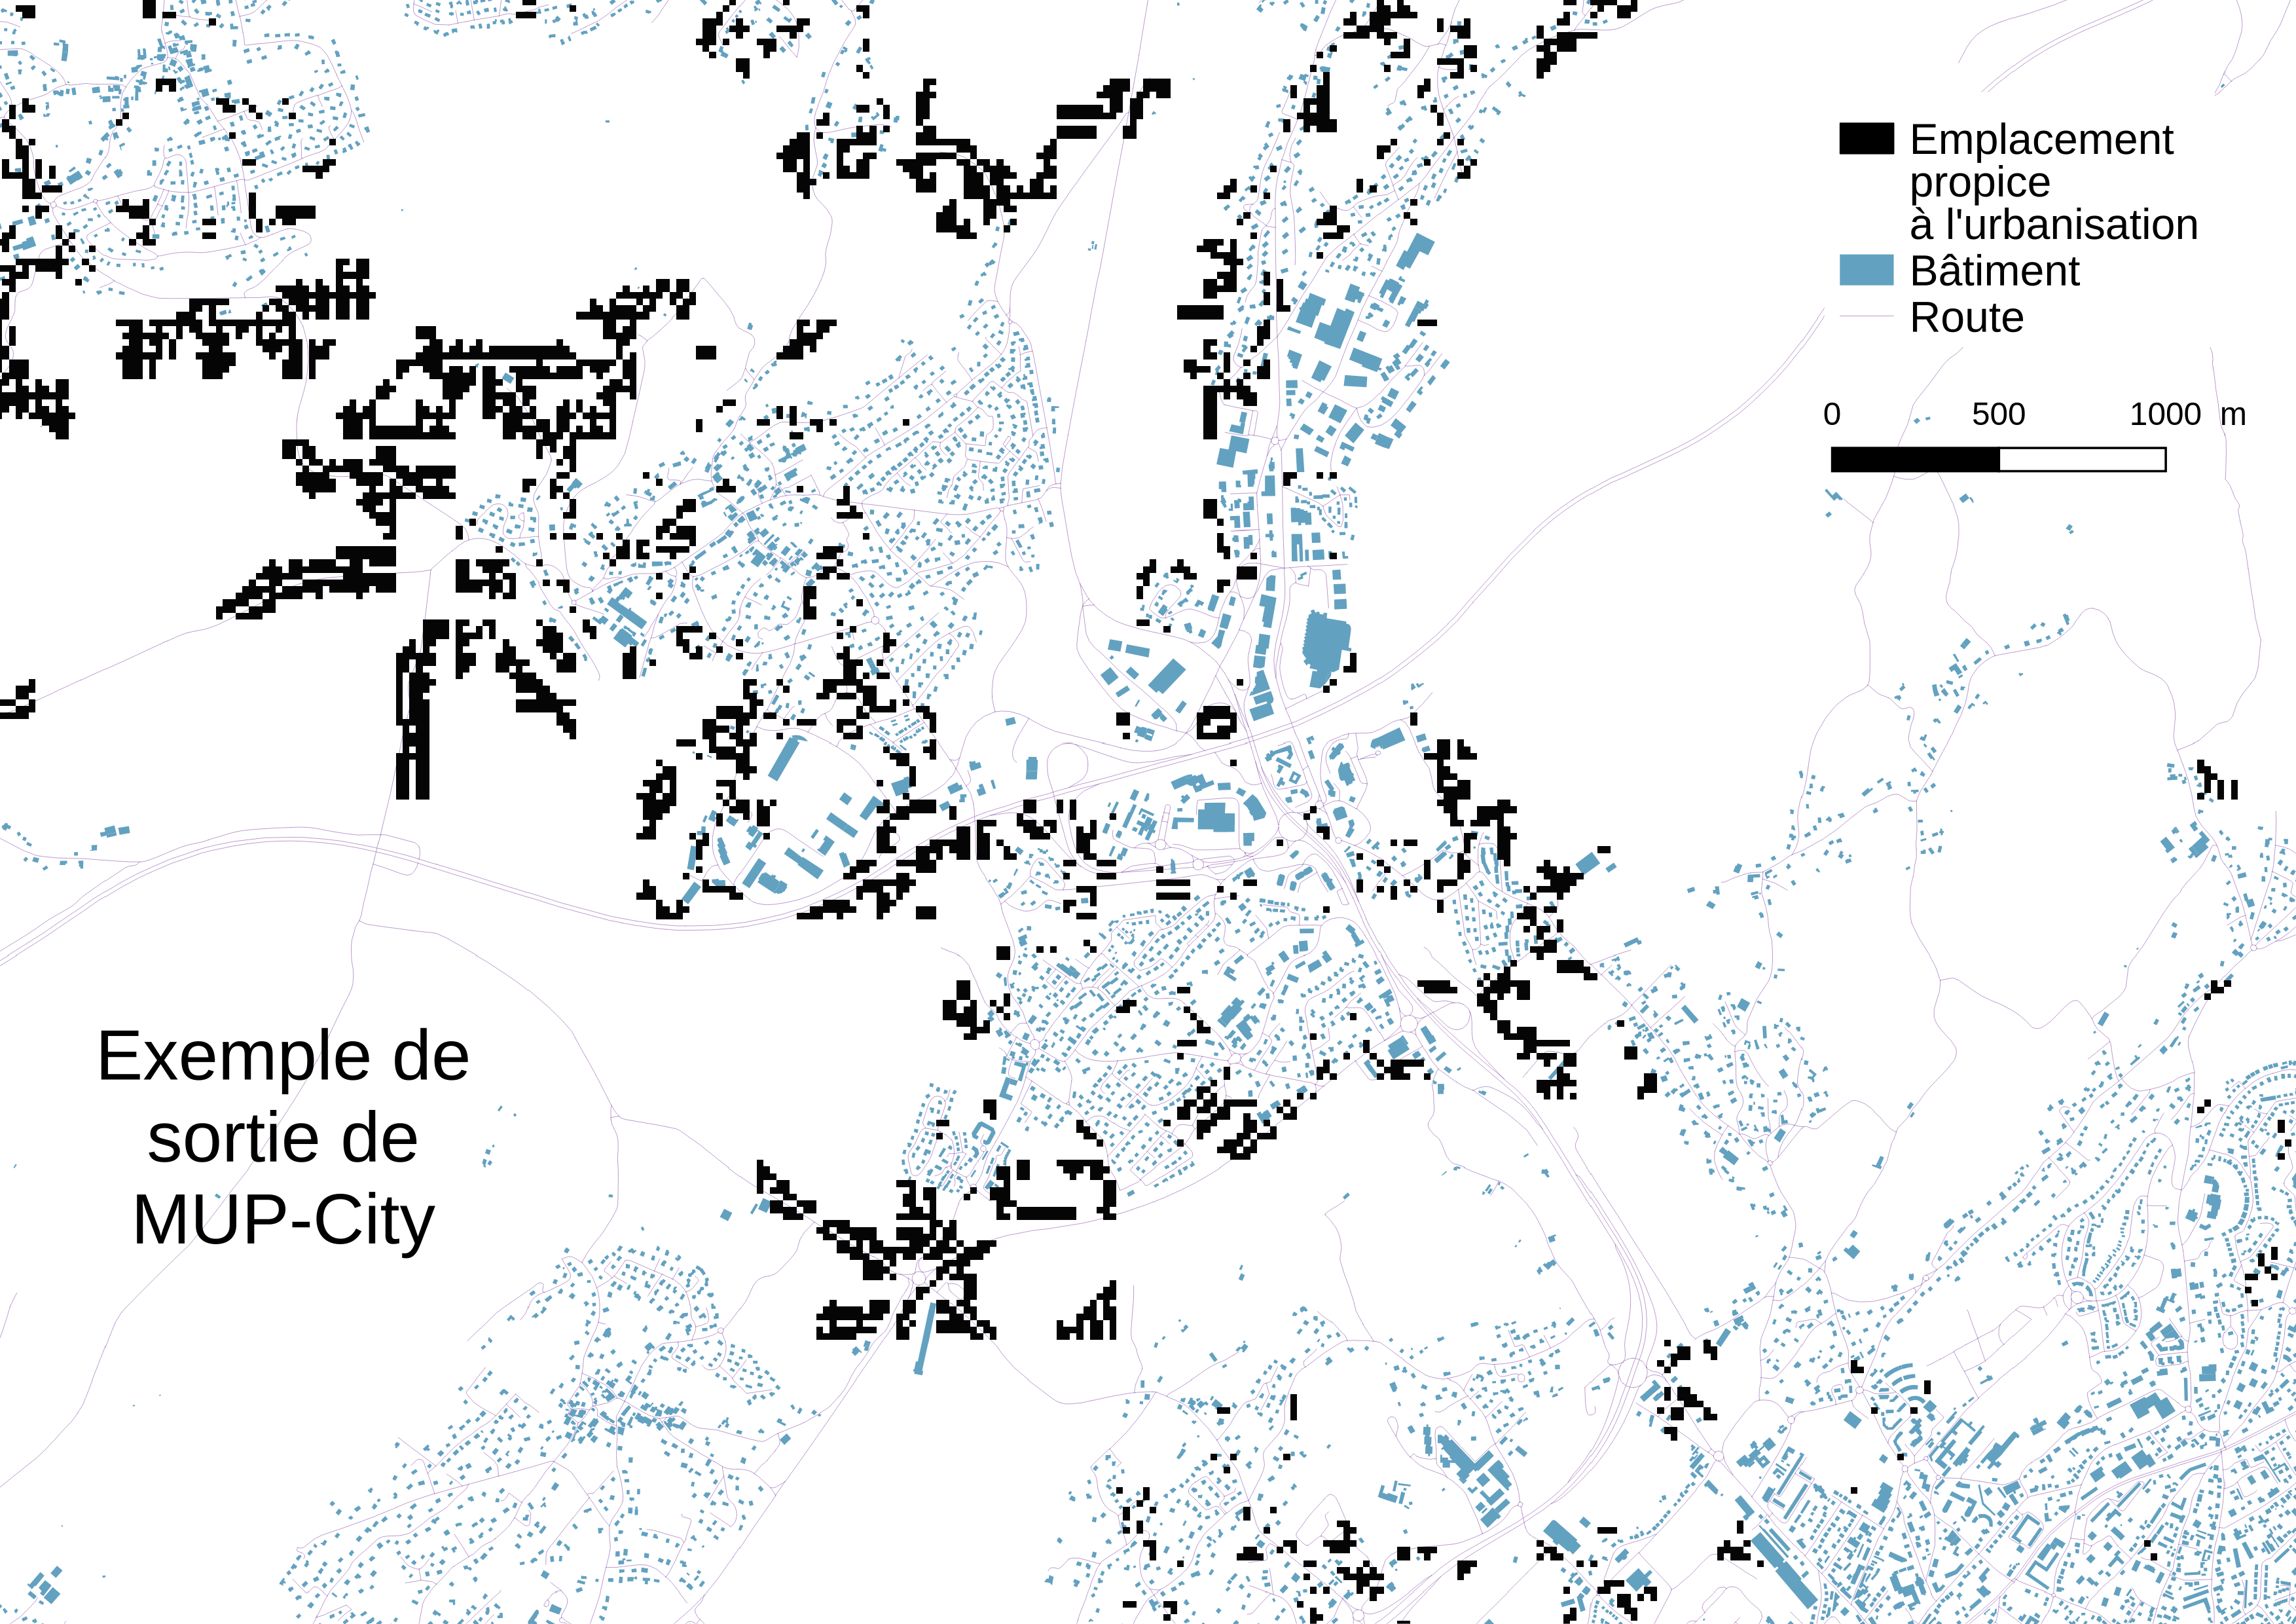 Emplacement
propice
à l'urbanisation
Bâtiment
Route
0 500 1000 m
Exemple de
sortie de
MUP-City